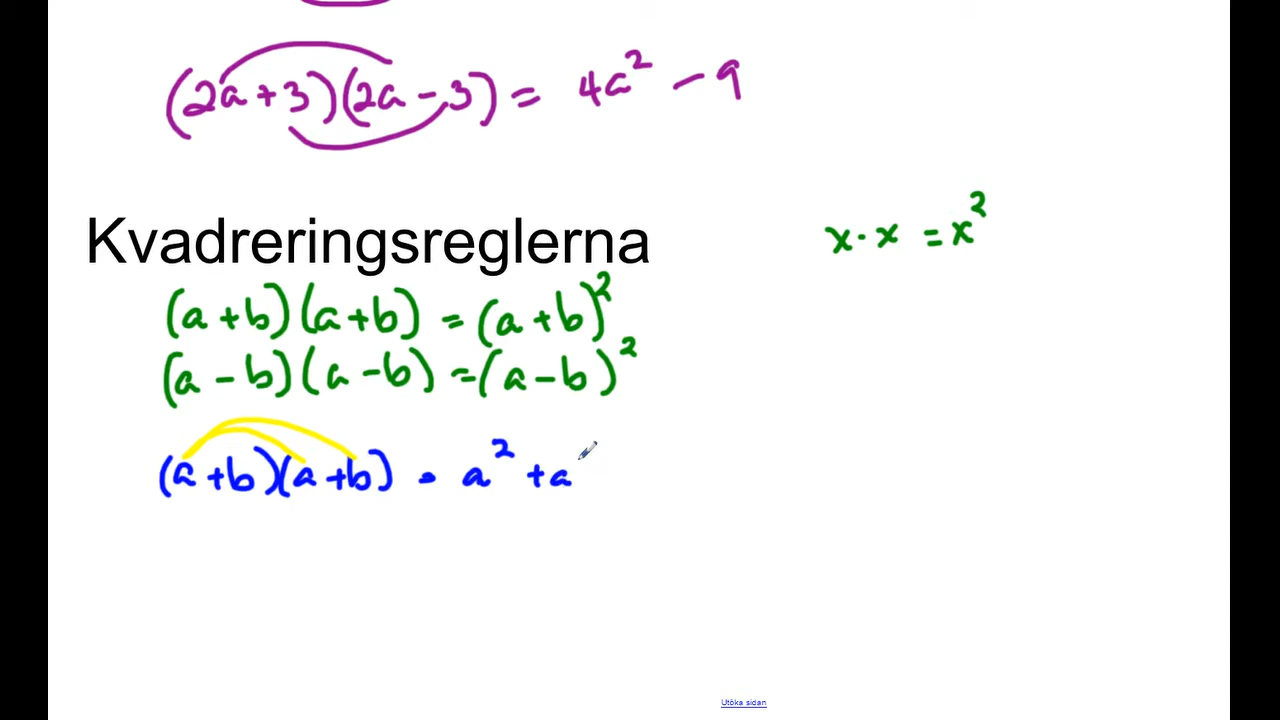 (2a+3)(2a-3) = 4a² - 9
Kvadreringsreglerna
x·x = x²
(a+b)(a+b) = (a+b)²
(a-b)(a-b) = (a-b)²
(a+b)(a+b) = a² + a
Utöka sidan